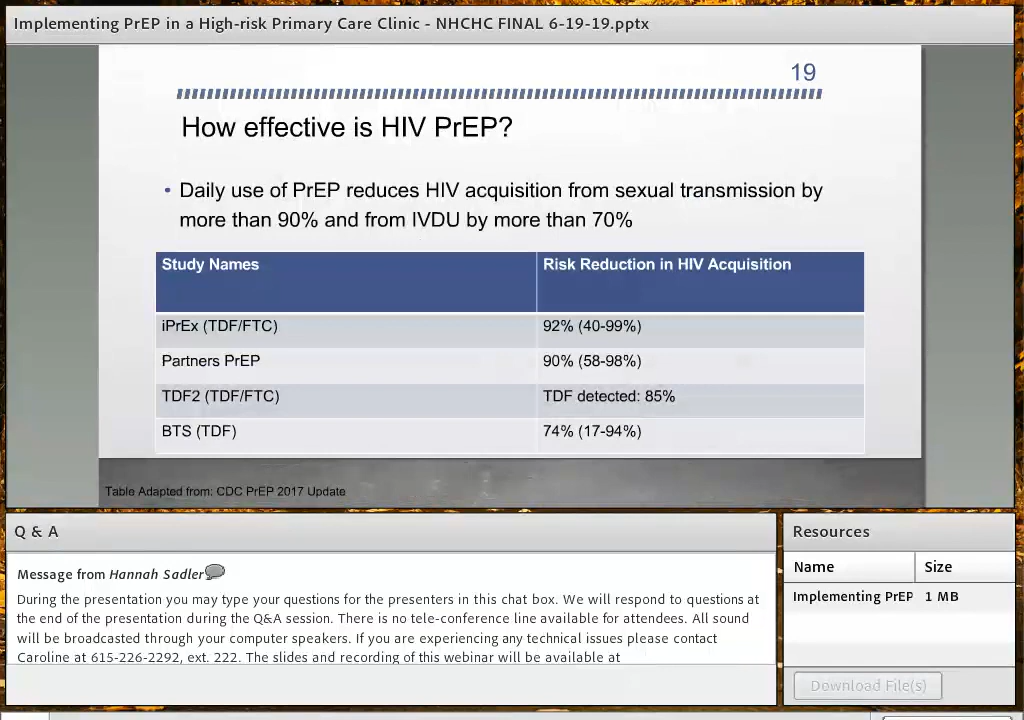 Implementing PrEP in a High-risk Primary Care Clinic - NHCHC FINAL 6-19-19.pptx
19
How effective is HIV PrEP?
• Daily use of PrEP reduces HIV acquisition from sexual transmission by
more than 90% and from IVDU by more than 70%
Study Names Risk Reduction in HIV Acquisition
iPrEx (TDF/FTC) 92% (40-99%)
Partners PrEP 90% (58-98%)
TDF2 (TDF/FTC) TDF detected: 85%
BTS (TDF) 74% (17-94%)
Table Adapted from: CDC PrEP 2017 Update
Q & A
Message from Hannah Sadler
During the presentation you may type your questions for the presenters in this chat box. We will respond to questions at
the end of the presentation during the Q&A session. There is no tele-conference line available for attendees. All sound
will be broadcasted through your computer speakers. If you are experiencing any technical issues please contact
Caroline at 615-226-2292, ext. 222. The slides and recording of this webinar will be available at
Resources
Name Size
Implementing PrEP 1 MB
Download File(s)